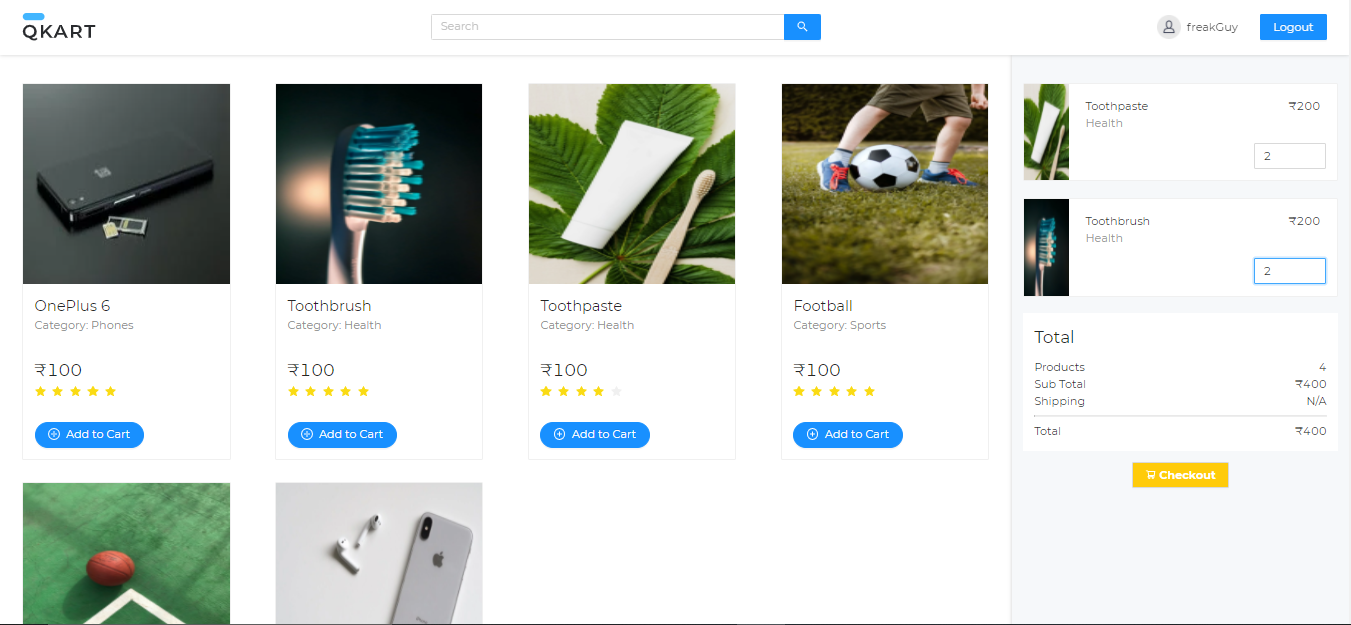 QKART
Search
freakGuy
Logout
OnePlus 6
Category: Phones
₹100
Add to Cart
Toothbrush
Category: Health
₹100
Add to Cart
Toothpaste
Category: Health
₹100
Add to Cart
Football
Category: Sports
₹100
Add to Cart
Toothpaste ₹200
Health
2
Toothbrush ₹200
Health
2
Total
Products 4
Sub Total ₹400
Shipping N/A
Total ₹400
Checkout